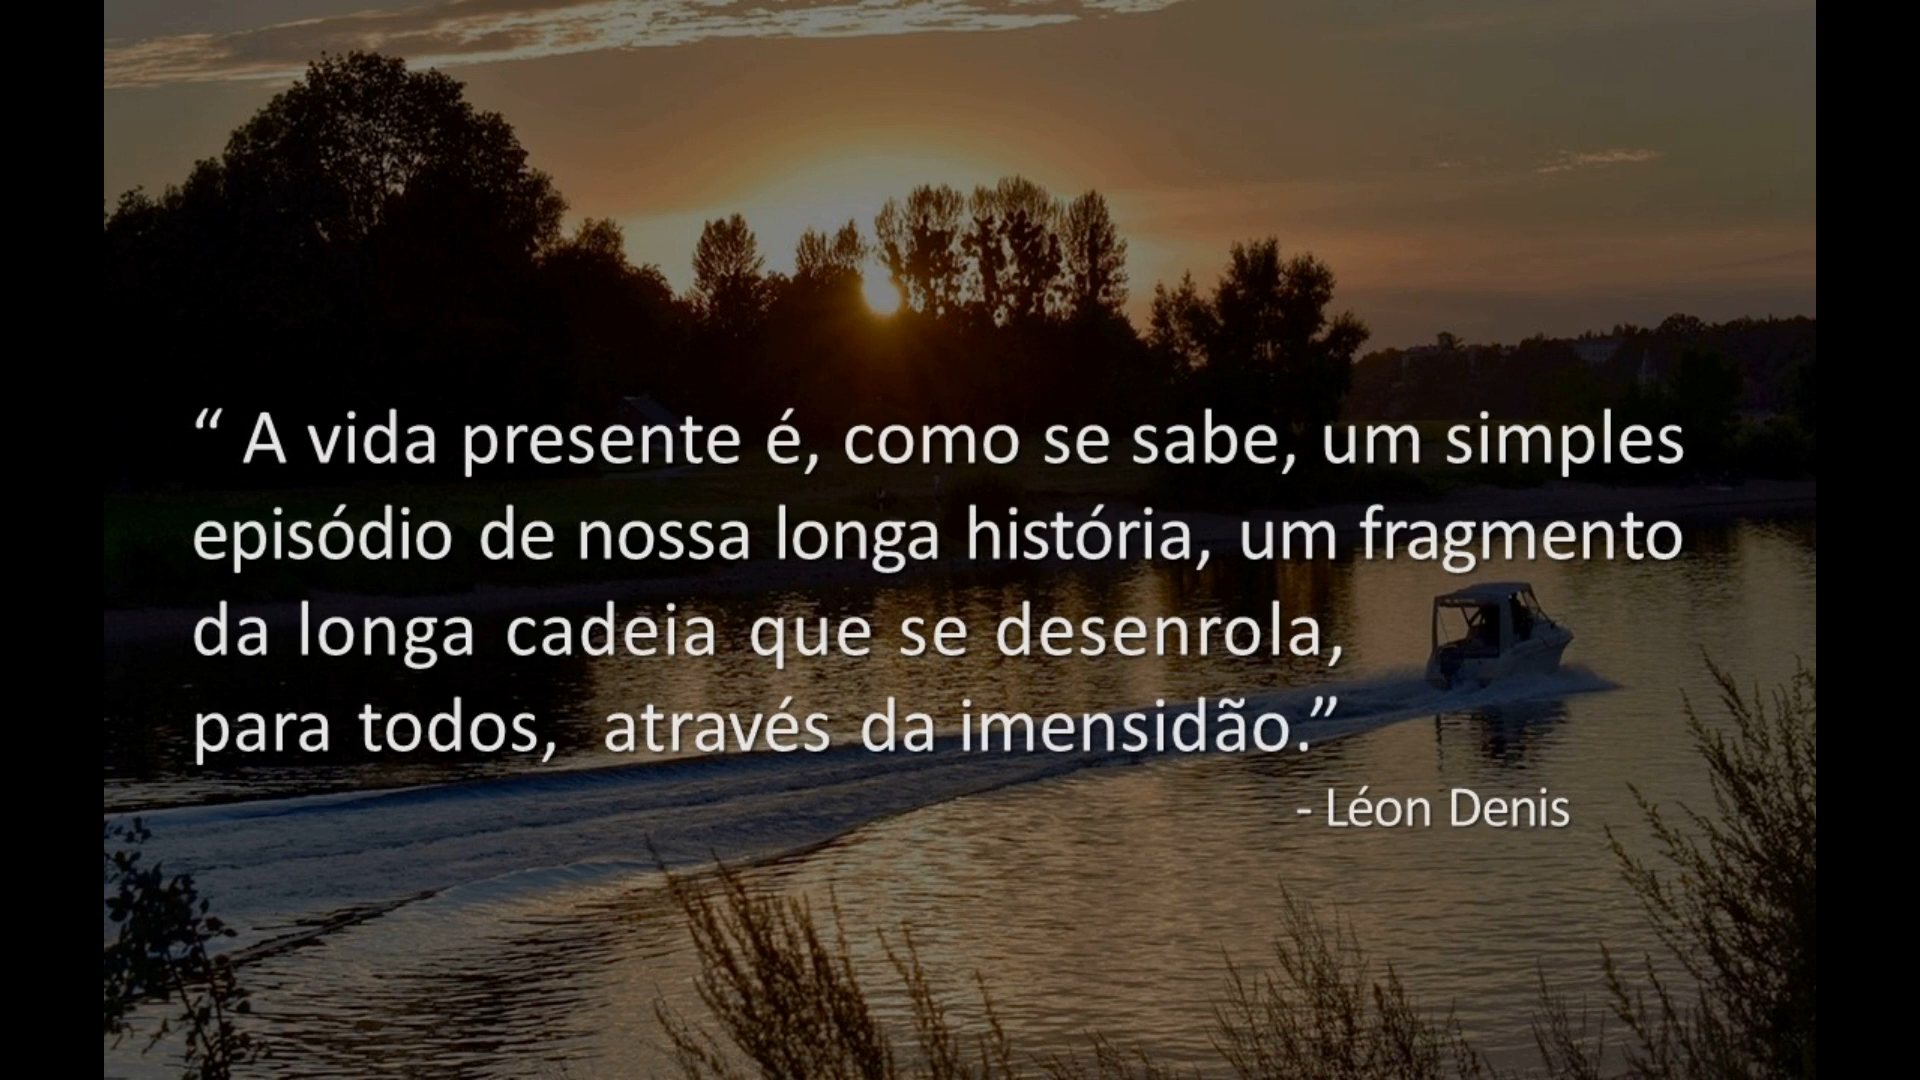 “ A vida presente é, como se sabe, um simples
episódio de nossa longa história, um fragmento
da longa cadeia que se desenrola,
para todos, através da imensidão.”
- Léon Denis